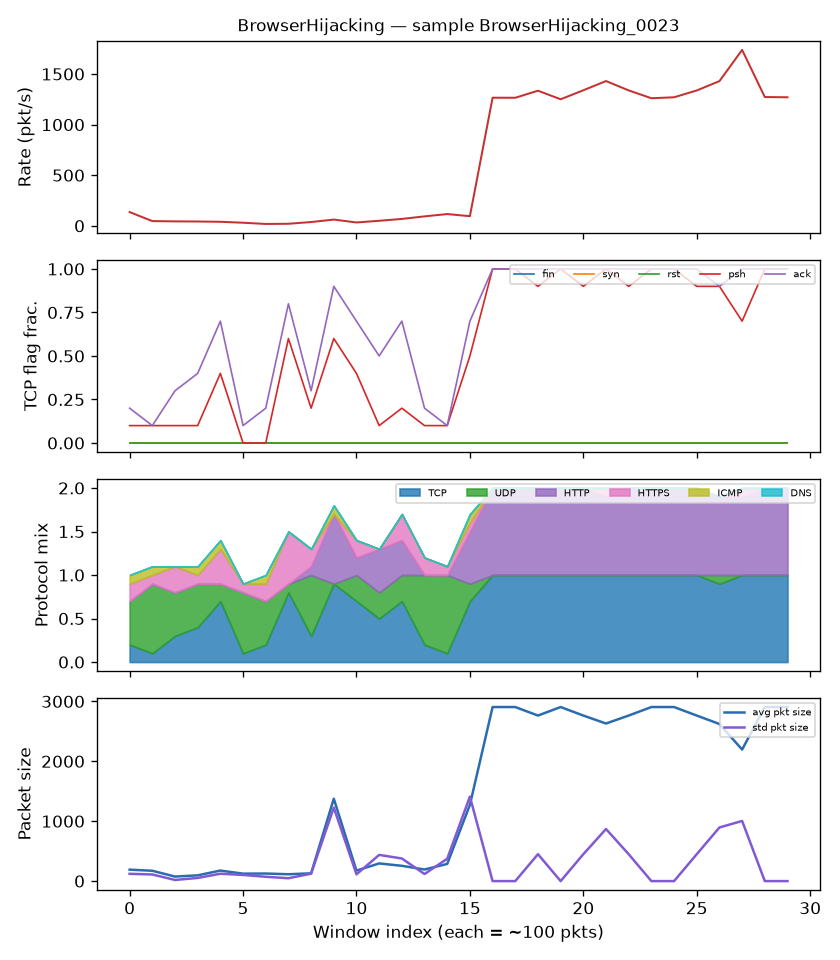 BrowserHijacking — sample BrowserHijacking_0023
Rate (pkt/s)
1500
1000
500
0
TCP flag frac.
1.00
0.75
0.50
0.25
0.00
fin syn rst psh ack
Protocol mix
2.0
1.5
1.0
0.5
0.0
TCP UDP HTTP HTTPS ICMP DNS
Packet size
3000
2000
1000
0
avg pkt size
std pkt size
0 5 10 15 20 25 30
Window index (each = ~100 pkts)